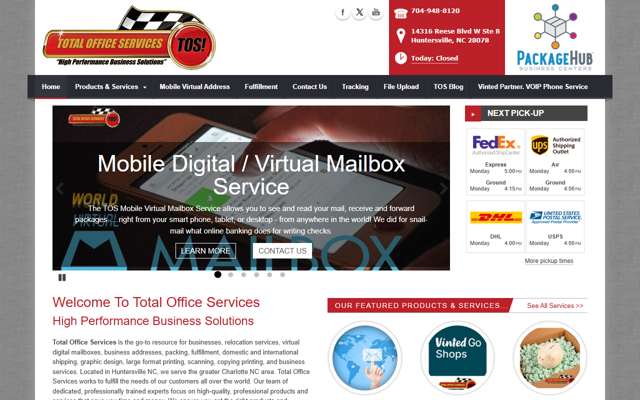 TOTAL OFFICE SERVICES
TOS!
"High Performance Business Solutions"
704-948-8120
14316 Reese Blvd W Ste B
Huntersville, NC 28078
Today: Closed
PACKAGEHUB
BUSINESS CENTERS
Home
Products & Services
Mobile Virtual Address
Fulfillment
Contact Us
Tracking
File Upload
TOS Blog
Vinted Partner. VOIP Phone Service
Mobile Digital / Virtual Mailbox
Service
WORLD
VIRTUAL
MAILBOX
The TOS Mobile Virtual Mailbox Service allows you to see and read your mail, receive and forward
packages.... right from your smart phone, tablet, or desktop - from anywhere in the world! We did for snail-
mail what online banking does for writing checks.
LEARN MORE
CONTACT US
NEXT PICK-UP
FedEx
Authorized ShipCenter
Express
Monday 5:00 PM
Ground
Monday 4:15 PM
ups
Authorized
Shipping
Outlet
Air
Monday 4:00 PM
Ground
Monday 4:00 PM
DHL
DHL
Monday 4:00 PM
UNITED STATES
POSTAL SERVICE
Approved Postal Provider
USPS
Monday 4:00 PM
More pickup times
Welcome To Total Office Services
High Performance Business Solutions
Total Office Services is the go-to resource for businesses, relocation services, virtual
digital mailboxes, business addresses, packing, fulfillment, domestic and international
shipping, graphic design, large format printing, scanning, copying printing, and business
services. Located in Huntersville NC, we serve the greater Charlotte NC area. Total Office
Services works to fulfill the needs of our customers all over the world. Our team of
dedicated, professionally trained experts focus on high-quality, professional products and
OUR FEATURED PRODUCTS & SERVICES...
See All Services >>
Vinted Go
Shops